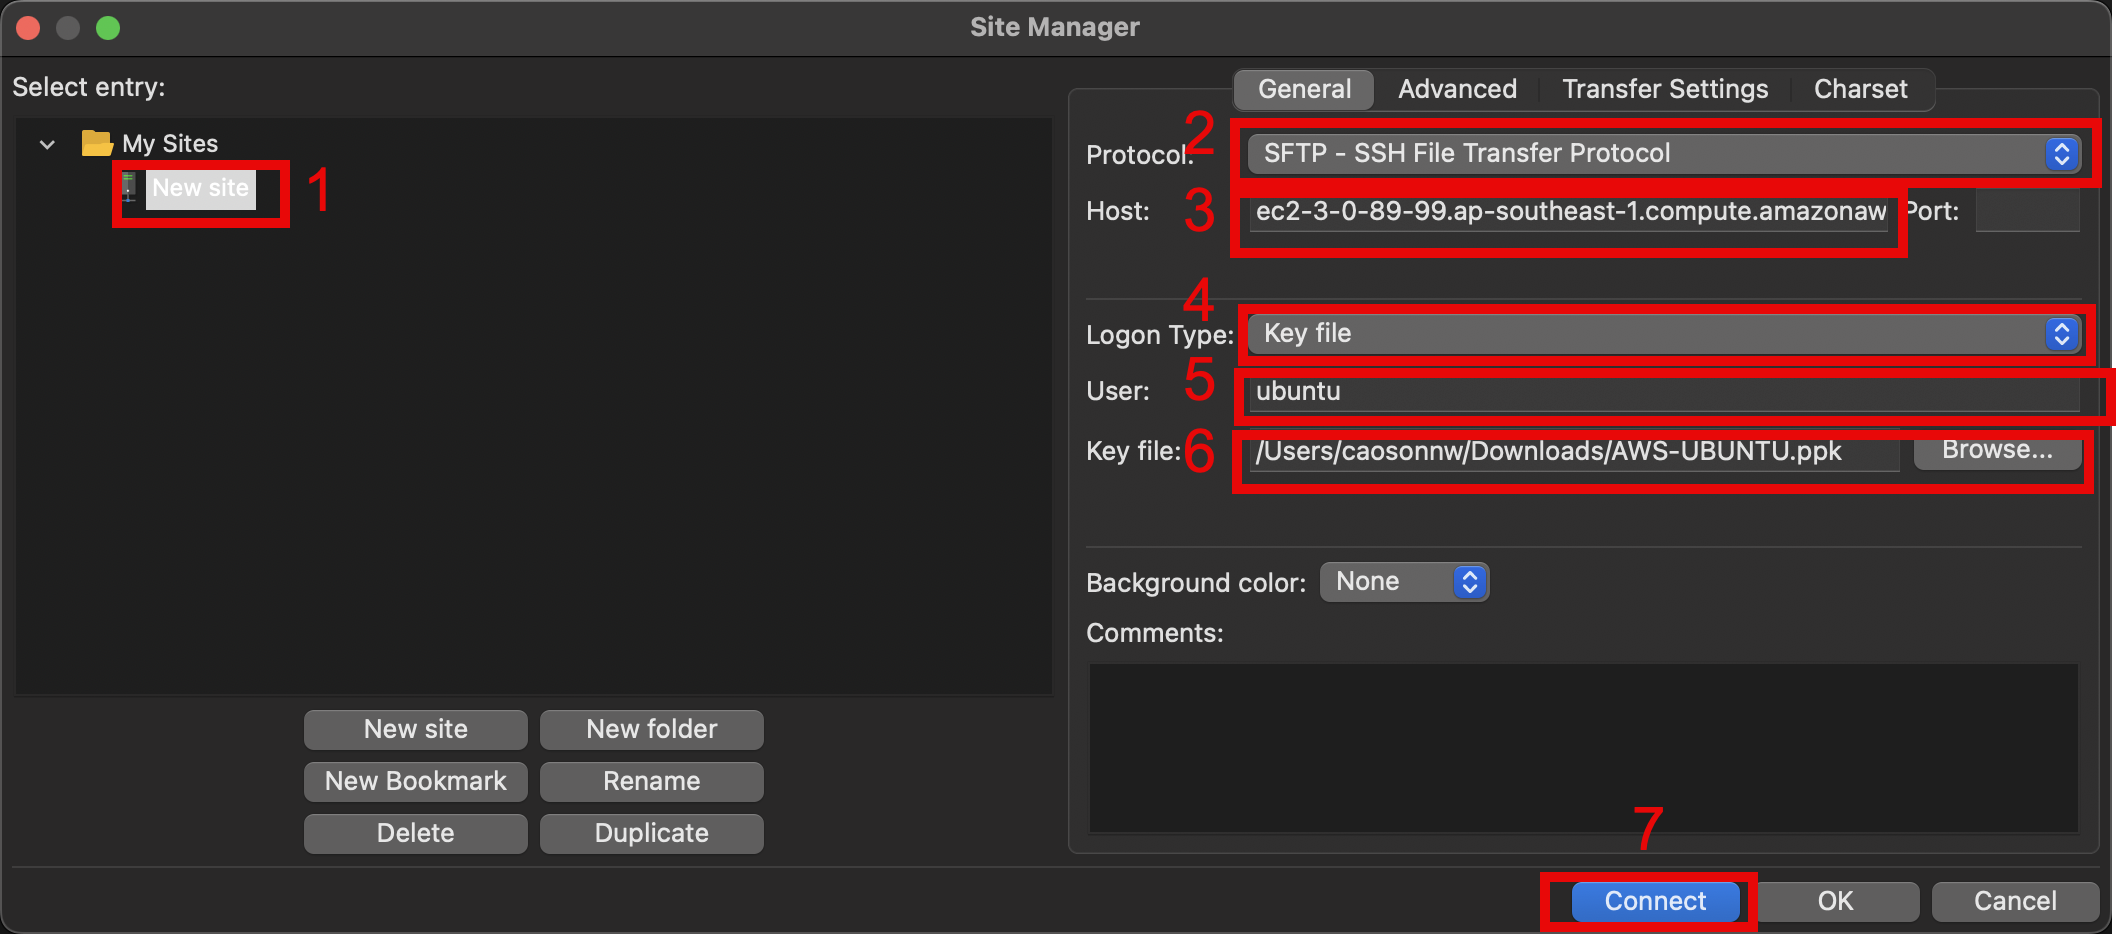 Site Manager
Select entry:
My Sites
New site 1
General Advanced Transfer Settings Charset
Protocol: 2 SFTP - SSH File Transfer Protocol
Host: 3 ec2-3-0-89-99.ap-southeast-1.compute.amazonaw Port:
4
Logon Type: Key file
User: 5 ubuntu
Key file: 6 /Users/caosonnw/Downloads/AWS-UBUNTU.ppk Browse...
Background color: None
Comments:
New site New folder
New Bookmark Rename
Delete Duplicate
7
Connect OK Cancel